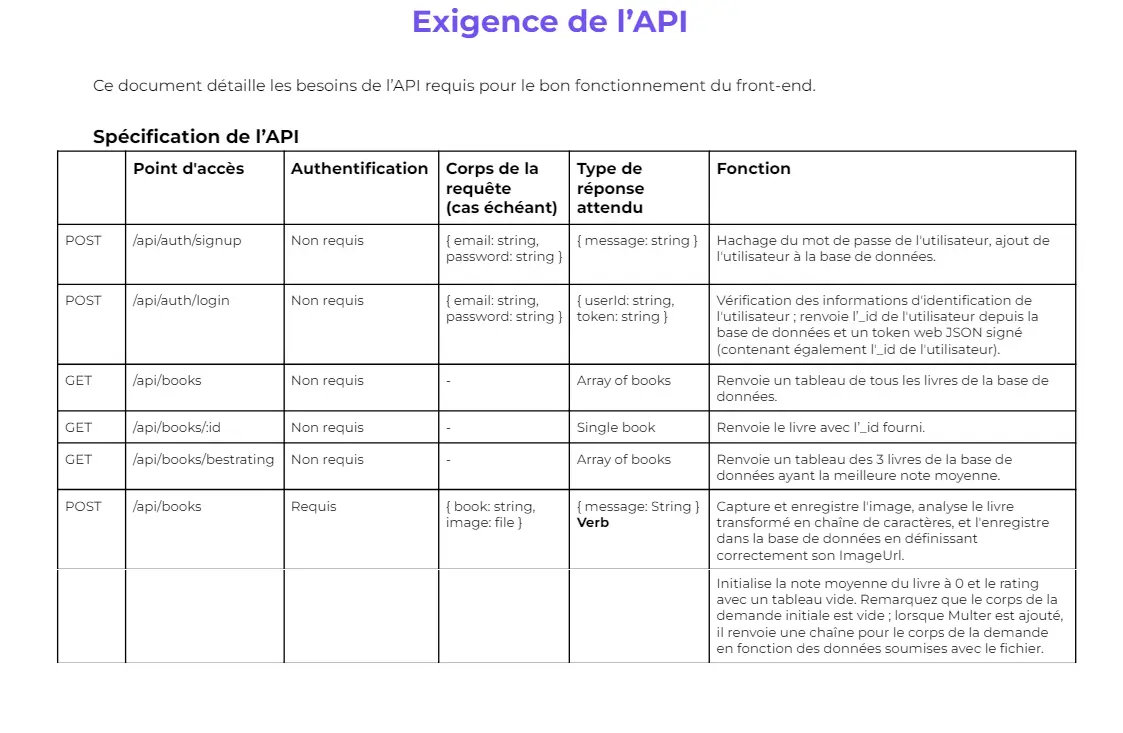 Exigence de l’API
Ce document détaille les besoins de l’API requis pour le bon fonctionnement du front-end.
Spécification de l’API
Point d'accès
Authentification
Corps de la
requête
(cas échéant)
Type de
réponse
attendu
Fonction
POST
/api/auth/signup
Non requis
{ email: string,
password: string }
{ message: string }
Hachage du mot de passe de l'utilisateur, ajout de
l'utilisateur à la base de données.
POST
/api/auth/login
Non requis
{ email: string,
password: string }
{ userId: string,
token: string }
Vérification des informations d'identification de
l'utilisateur ; renvoie l’_id de l'utilisateur depuis la
base de données et un token web JSON signé
(contenant également l'_id de l'utilisateur).
GET
/api/books
Non requis
-
Array of books
Renvoie un tableau de tous les livres de la base de
données.
GET
/api/books/:id
Non requis
-
Single book
Renvoie le livre avec l’_id fourni.
GET
/api/books/bestrating
Non requis
-
Array of books
Renvoie un tableau des 3 livres de la base de
données ayant la meilleure note moyenne.
POST
/api/books
Requis
{ book: string,
image: file }
{ message: String }
Verb
Capture et enregistre l'image, analyse le livre
transformé en chaîne de caractères, et l'enregistre
dans la base de données en définissant
correctement son ImageUrl.
Initialise la note moyenne du livre à 0 et le rating
avec un tableau vide. Remarquez que le corps de la
demande initiale est vide ; lorsque Multer est ajouté,
il renvoie une chaîne pour le corps de la demande
en fonction des données soumises avec le fichier.